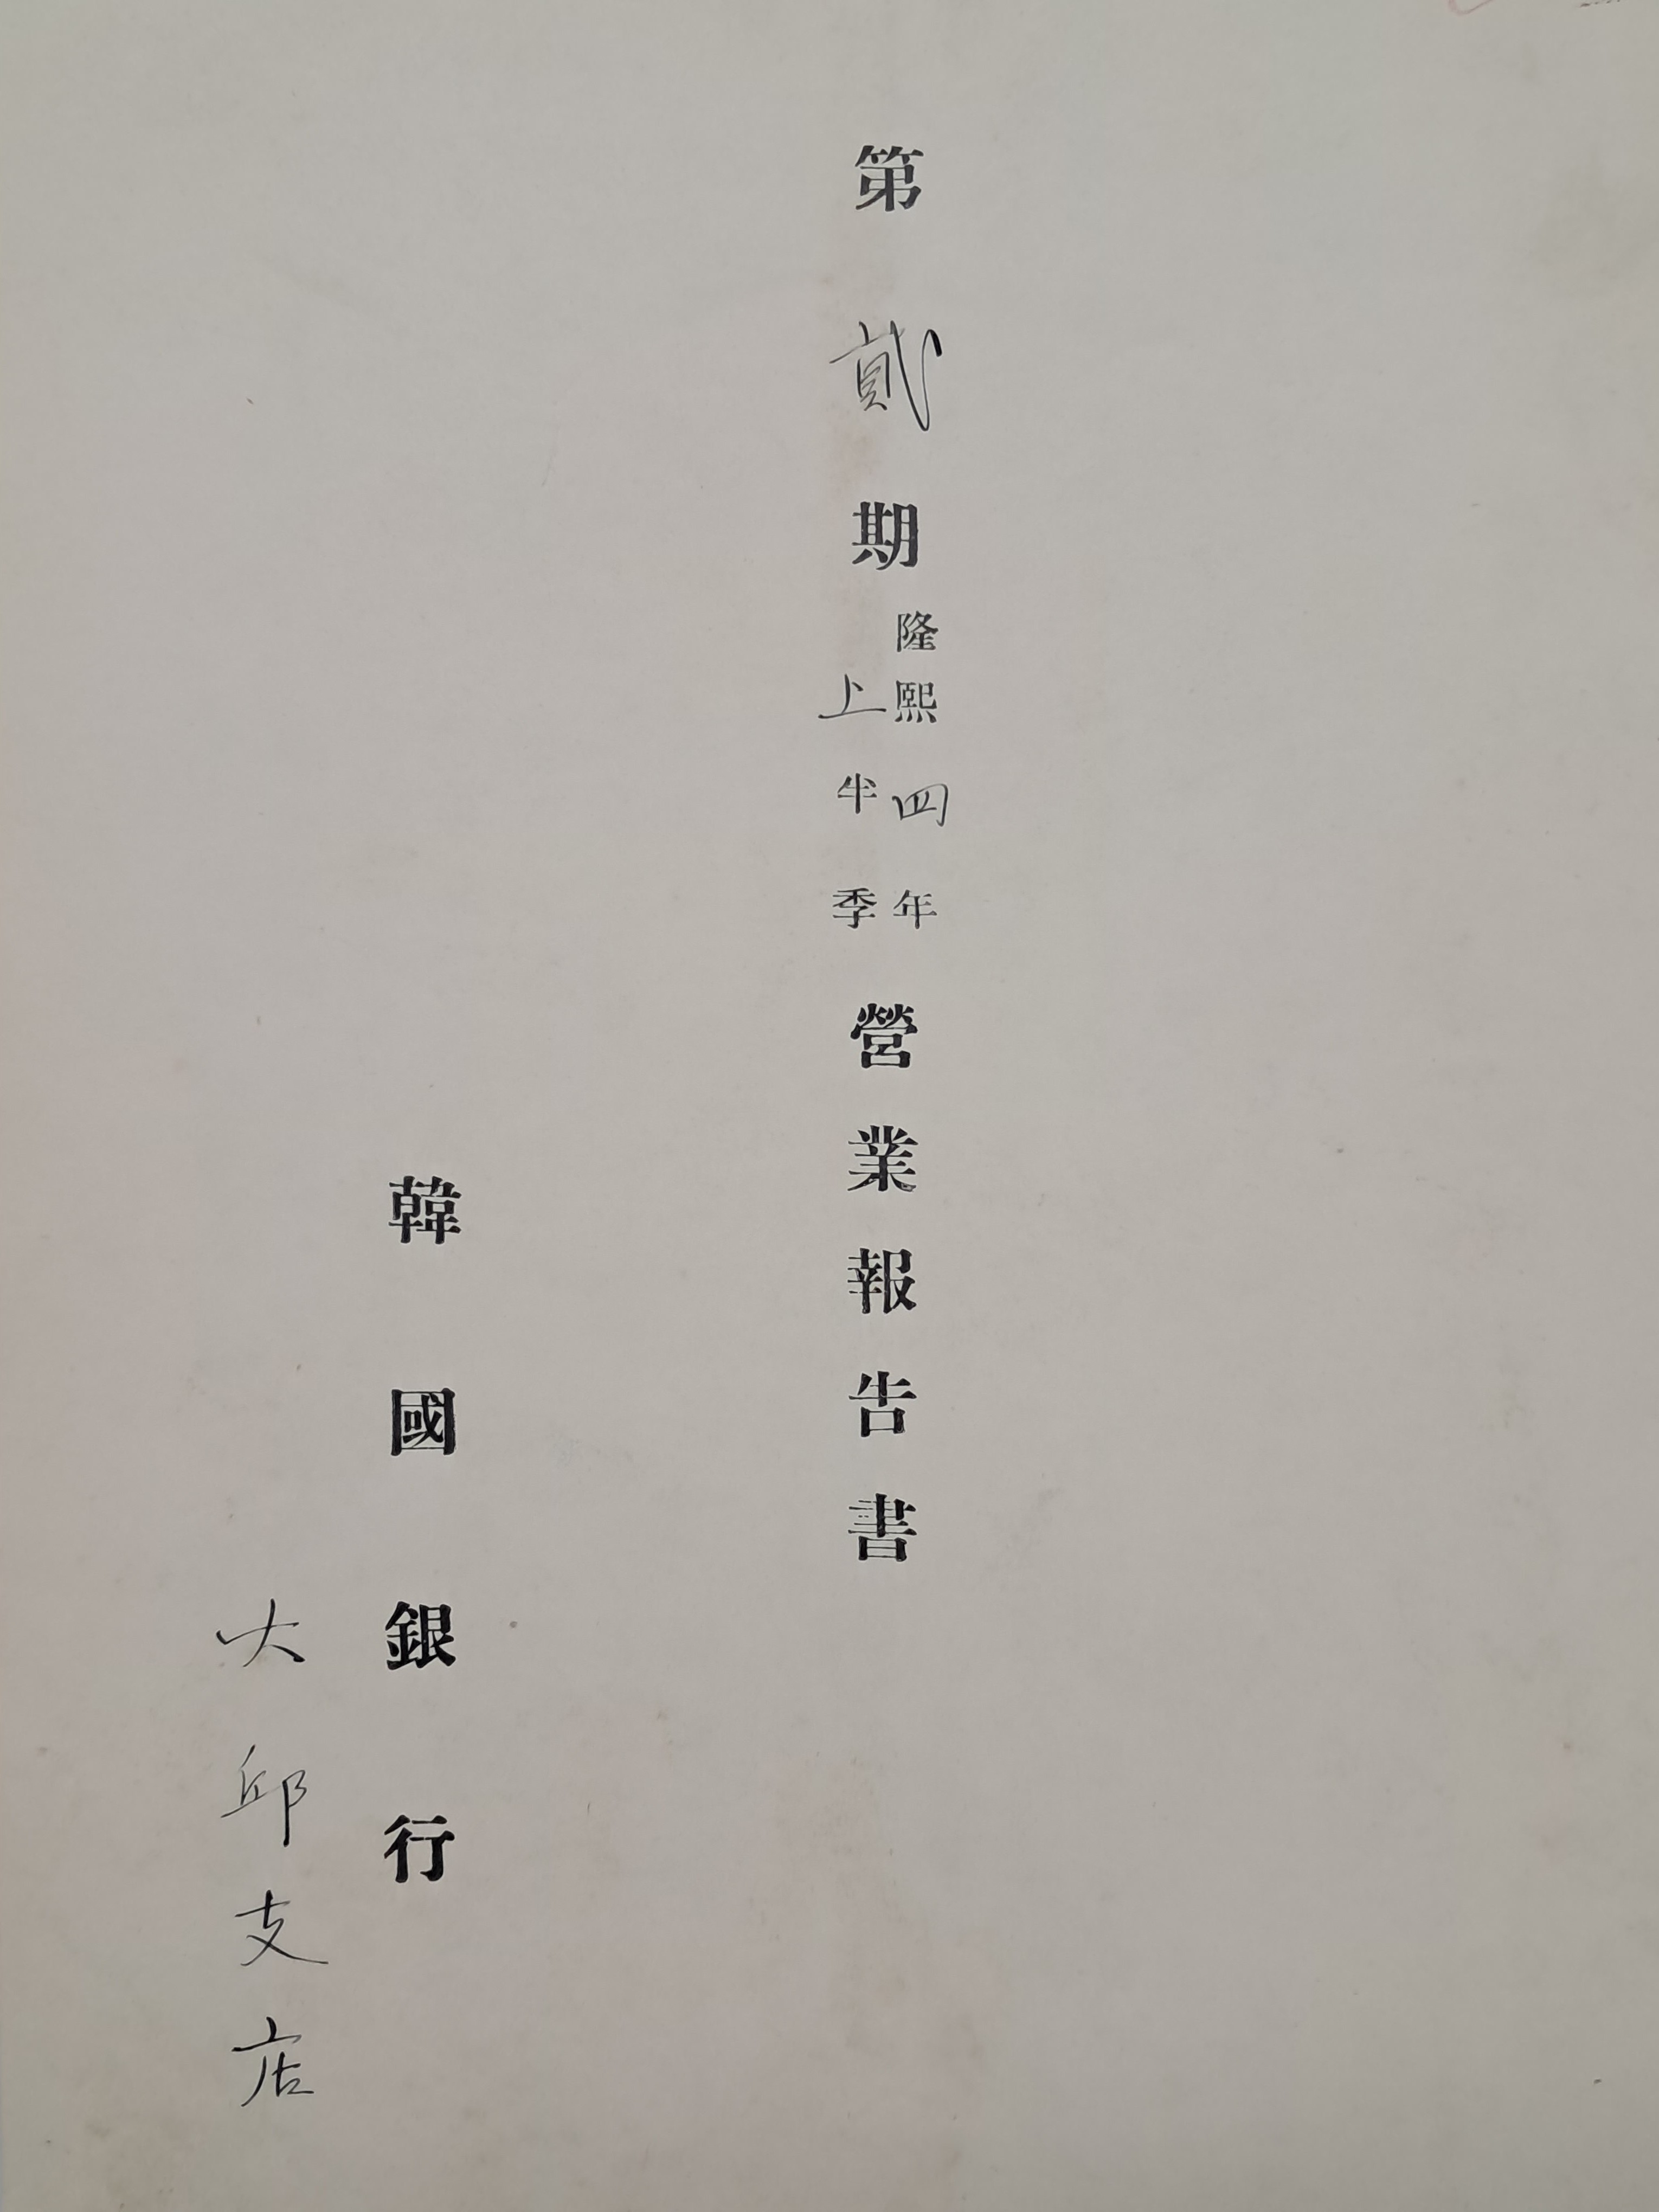 第貳期
隆熙四年
上半季
營業報告書
韓國銀行
大邱支店